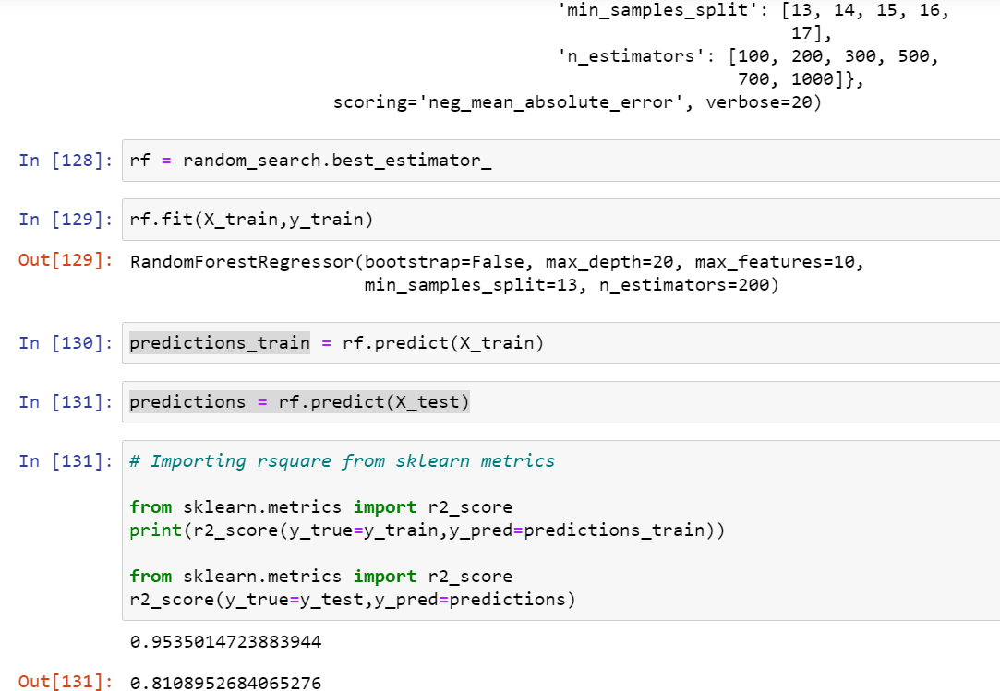 'min_samples_split': [13, 14, 15, 16,
17],
'n_estimators': [100, 200, 300, 500,
700, 1000]},
scoring='neg_mean_absolute_error', verbose=20)
In [128]: rf = random_search.best_estimator_
In [129]: rf.fit(X_train,y_train)
Out[129]: RandomForestRegressor(bootstrap=False, max_depth=20, max_features=10,
min_samples_split=13, n_estimators=200)
In [130]: predictions_train = rf.predict(X_train)
In [131]: predictions = rf.predict(X_test)
In [131]: # Importing rsquare from sklearn metrics
from sklearn.metrics import r2_score
print(r2_score(y_true=y_train,y_pred=predictions_train))
from sklearn.metrics import r2_score
r2_score(y_true=y_test,y_pred=predictions)
0.9535014723883944
Out[131]: 0.8108952684065276